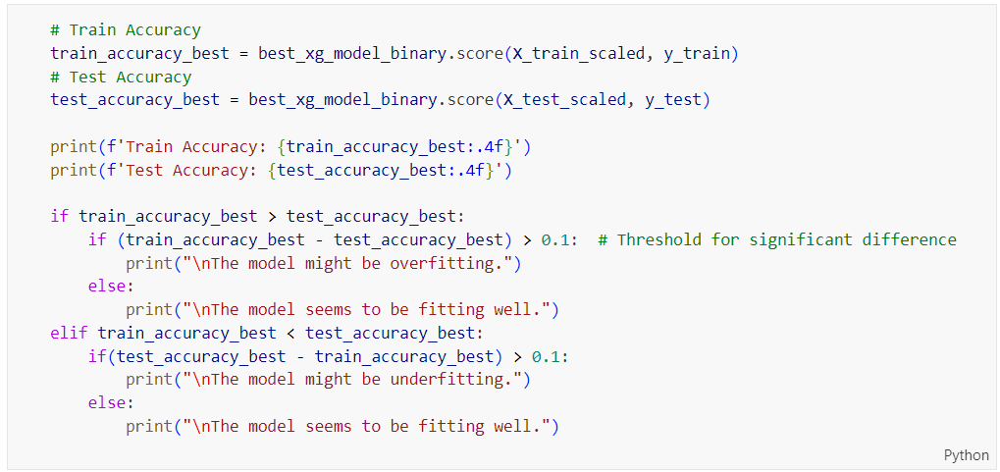 # Train Accuracy
train_accuracy_best = best_xg_model_binary.score(X_train_scaled, y_train)
# Test Accuracy
test_accuracy_best = best_xg_model_binary.score(X_test_scaled, y_test)

print(f'Train Accuracy: {train_accuracy_best:.4f}')
print(f'Test Accuracy: {test_accuracy_best:.4f}')

if train_accuracy_best > test_accuracy_best:
    if (train_accuracy_best - test_accuracy_best) > 0.1:  # Threshold for significant difference
        print("\nThe model might be overfitting.")
    else:
        print("\nThe model seems to be fitting well.")
elif train_accuracy_best < test_accuracy_best:
    if(test_accuracy_best - train_accuracy_best) > 0.1:
        print("\nThe model might be underfitting.")
    else:
        print("\nThe model seems to be fitting well.")
Python